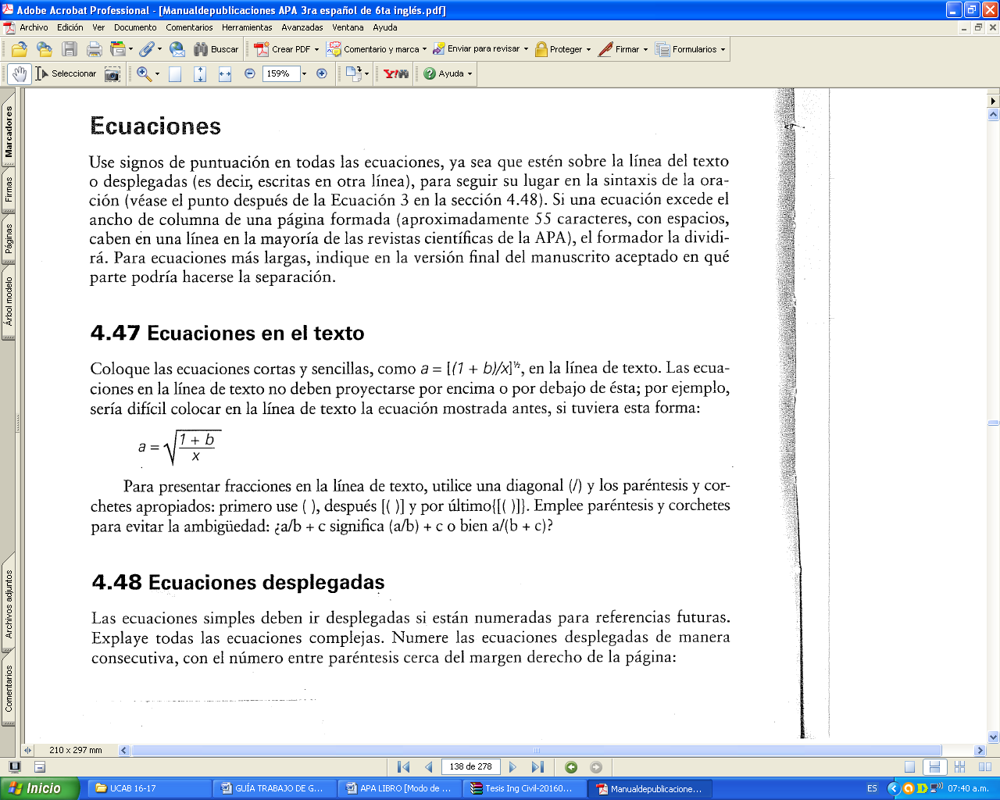 Adobe Acrobat Professional - [Manualdepublicaciones APA 3ra español de 6ta inglés.pdf]
Archivo Edición Ver Documento Comentarios Herramientas Avanzadas Ventana Ayuda
Buscar Crear PDF Comentario y marca Enviar para revisar Proteger Firmar Formularios
Seleccionar 159% Y! Ayuda
Marcadores
Firmas
Páginas
Árbol modelo
Archivos adjuntos
Comentarios
Ecuaciones
Use signos de puntuación en todas las ecuaciones, ya sea que estén sobre la línea del texto
o desplegadas (es decir, escritas en otra línea), para seguir su lugar en la sintaxis de la ora-
ción (véase el punto después de la Ecuación 3 en la sección 4.48). Si una ecuación excede el
ancho de columna de una página formada (aproximadamente 55 caracteres, con espacios,
caben en una línea en la mayoría de las revistas científicas de la APA), el formador la dividi-
rá. Para ecuaciones más largas, indique en la versión final del manuscrito aceptado en qué
parte podría hacerse la separación.
4.47 Ecuaciones en el texto
Coloque las ecuaciones cortas y sencillas, como a = [(1 + b)/x]½, en la línea de texto. Las ecua-
ciones en la línea de texto no deben proyectarse por encima o por debajo de ésta; por ejemplo,
sería difícil colocar en la línea de texto la ecuación mostrada antes, si tuviera esta forma:
a = √
1 + b
x
Para presentar fracciones en la línea de texto, utilice una diagonal (/) y los paréntesis y cor-
chetes apropiados: primero use ( ), después [( )] y por último{[( )]}. Emplee paréntesis y corchetes
para evitar la ambigüedad: ¿a/b + c significa (a/b) + c o bien a/(b + c)?
4.48 Ecuaciones desplegadas
Las ecuaciones simples deben ir desplegadas si están numeradas para referencias futuras.
Explaye todas las ecuaciones complejas. Numere las ecuaciones desplegadas de manera
consecutiva, con el número entre paréntesis cerca del margen derecho de la página:
210 x 297 mm
138 de 278
Inicio UCAB 16-17 GUÍA TRABAJO DE G... APA LIBRO [Modo de ... Tesis Ing Civil-20160... Manualdepublicacione... ES 07:40 a.m.